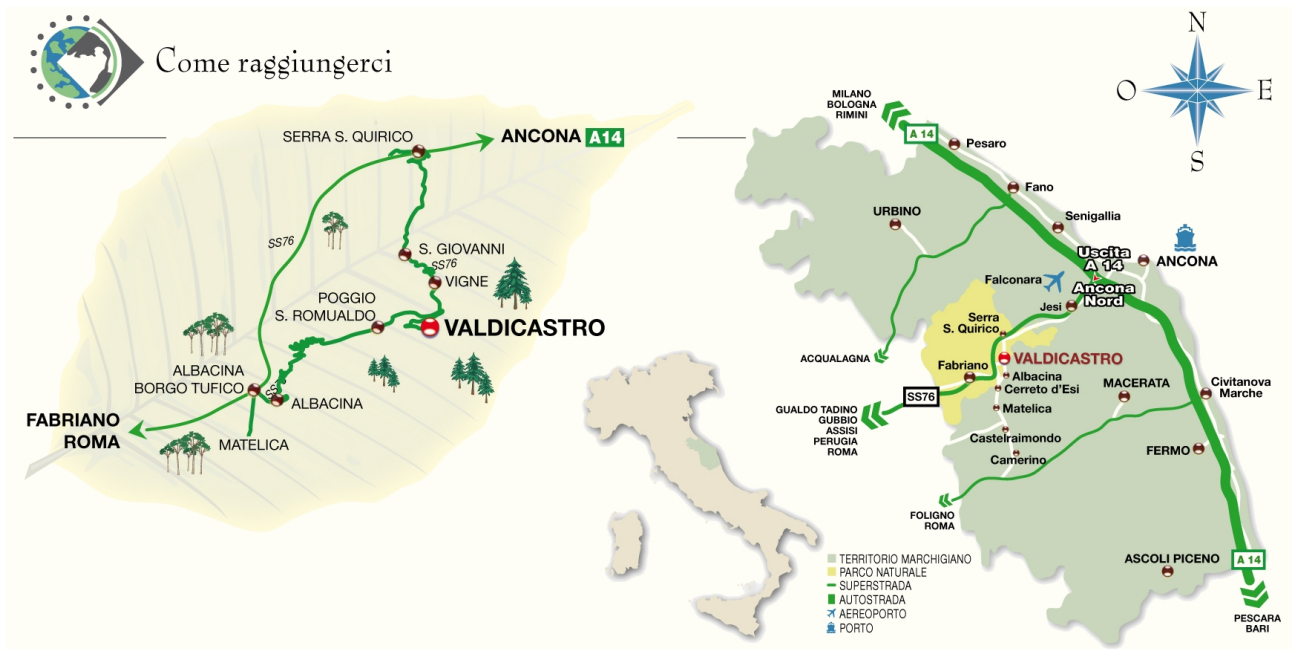 Come raggiungerci
SERRA S. QUIRICO
ANCONA A14
SS76
S. GIOVANNI
SS76
VIGNE
POGGIO
S. ROMUALDO
VALDICASTRO
ALBACINA
BORGO TUFICO
SS
ALBACINA
FABRIANO
ROMA
MATELICA
N
O
E
S
MILANO
BOLOGNA
RIMINI
A 14
Pesaro
Fano
URBINO
Senigallia
Uscita
A 14
Ancona
Nord
ANCONA
Falconara
Jesi
Serra
S. Quirico
ACQUALAGNA
VALDICASTRO
Fabriano
Albacina
Cerreto d'Esi
SS76
MACERATA
Civitanova
Marche
Matelica
GUALDO TADINO
GUBBIO
ASSISI
PERUGIA
ROMA
Castelraimondo
Camerino
FERMO
FOLIGNO
ROMA
ASCOLI PICENO
A 14
PESCARA
BARI
TERRITORIO MARCHIGIANO
PARCO NATURALE
SUPERSTRADA
AUTOSTRADA
AEREOPORTO
PORTO